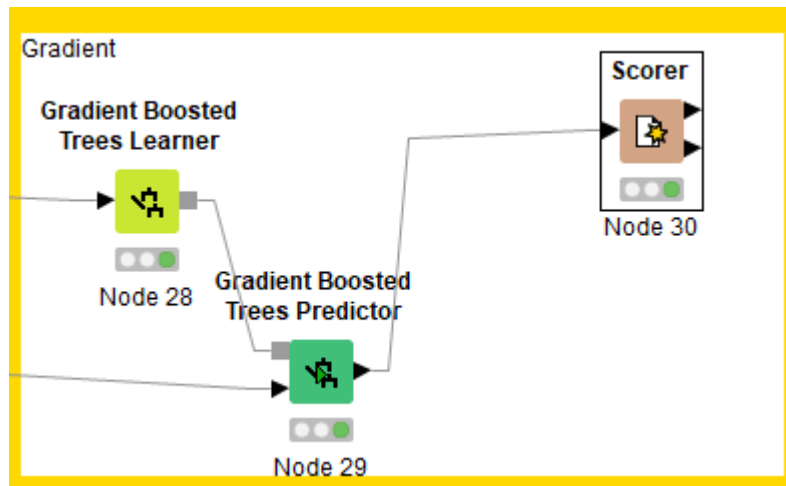 Gradient
Scorer
Gradient Boosted
Trees Learner
Node 30
Node 28
Gradient Boosted
Trees Predictor
Node 29